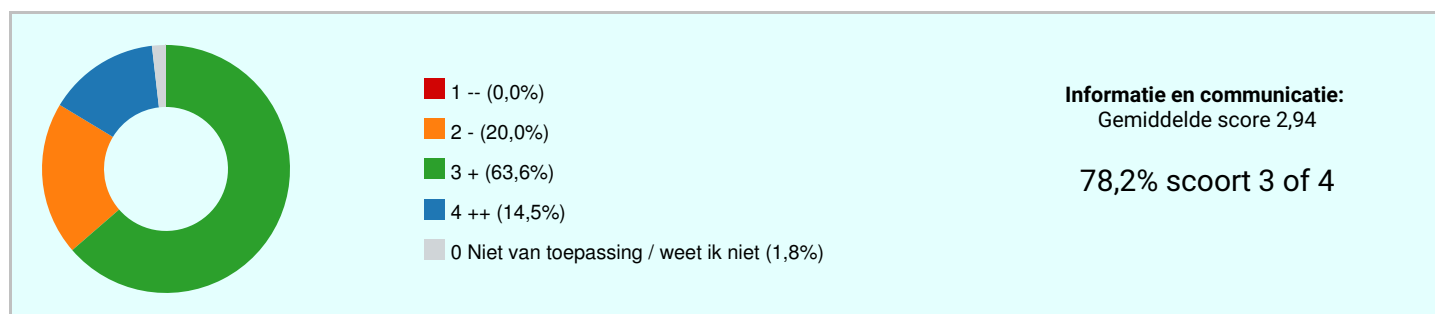 1 -- (0,0%)
2 - (20,0%)
3 + (63,6%)
4 ++ (14,5%)
0 Niet van toepassing / weet ik niet (1,8%)
Informatie en communicatie:
Gemiddelde score 2,94
78,2% scoort 3 of 4